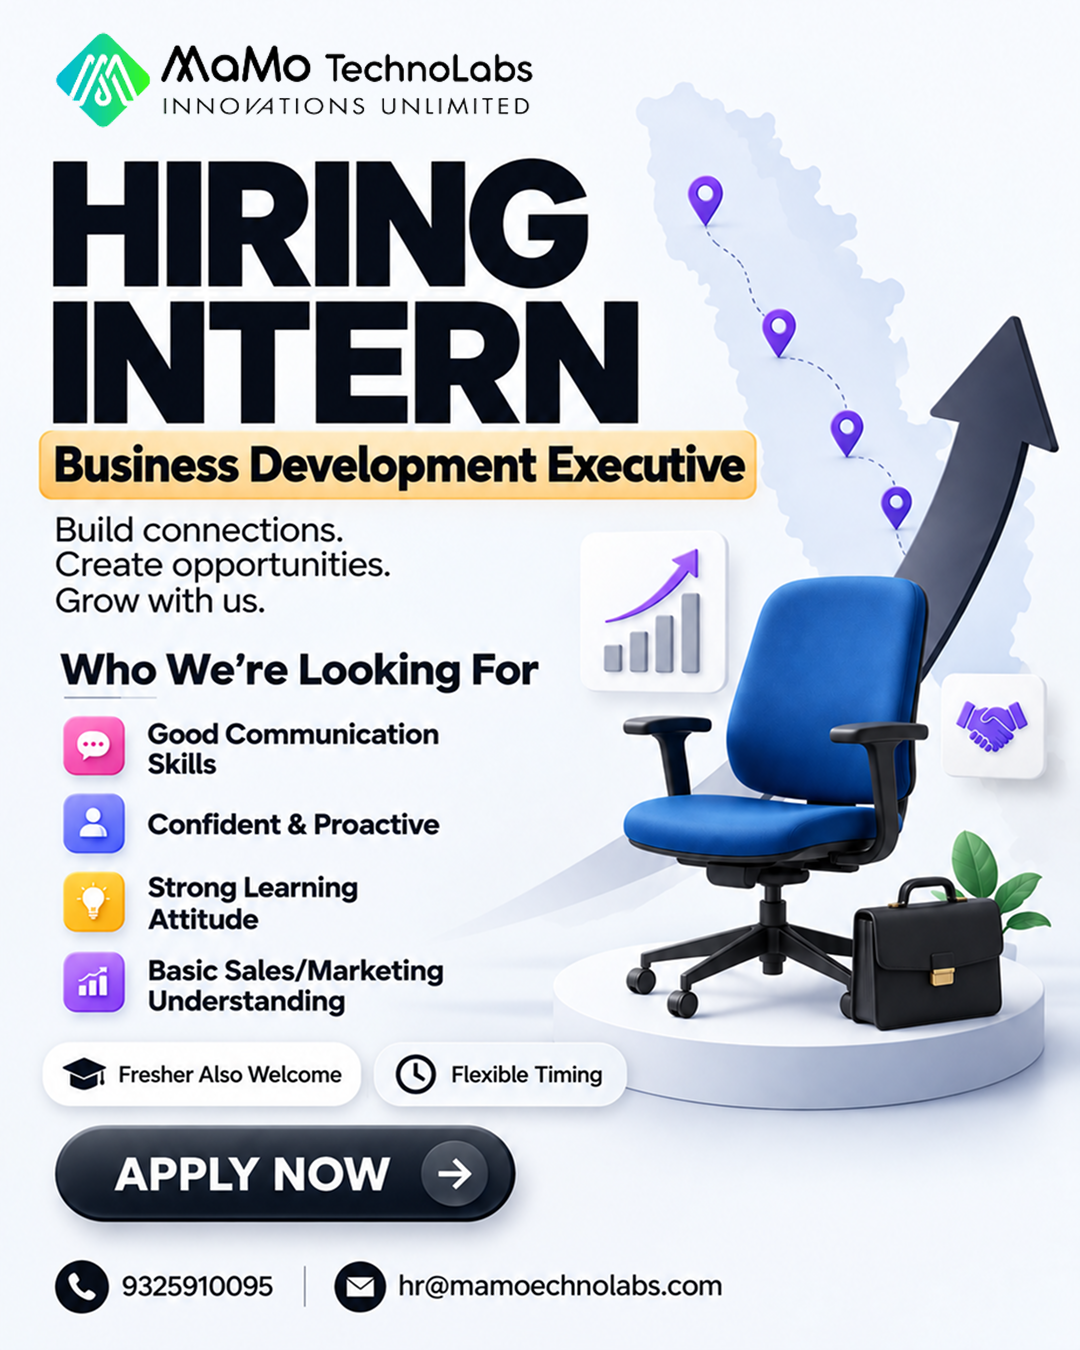 MaMo TechnoLabs
INNOVATIONS UNLIMITED
HIRING
INTERN
Business Development Executive
Build connections.
Create opportunities.
Grow with us.
Who We're Looking For
Good Communication
Skills
Confident & Proactive
Strong Learning
Attitude
Basic Sales/Marketing
Understanding
Fresher Also Welcome
Flexible Timing
APPLY NOW
9325910095
hr@mamoechnolabs.com